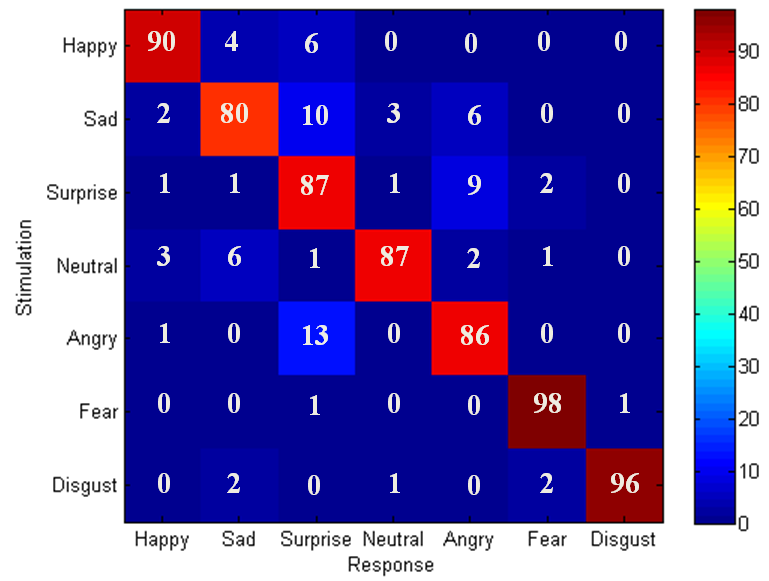 Happy 90 4 6 0 0 0 0
Sad 2 80 10 3 6 0 0
Surprise 1 1 87 1 9 2 0
Neutral 3 6 1 87 2 1 0
Angry 1 0 13 0 86 0 0
Fear 0 0 1 0 0 98 1
Disgust 0 2 0 1 0 2 96
Happy Sad Surprise Neutral Angry Fear Disgust
Response
Stimulation
90
80
70
60
50
40
30
20
10
0